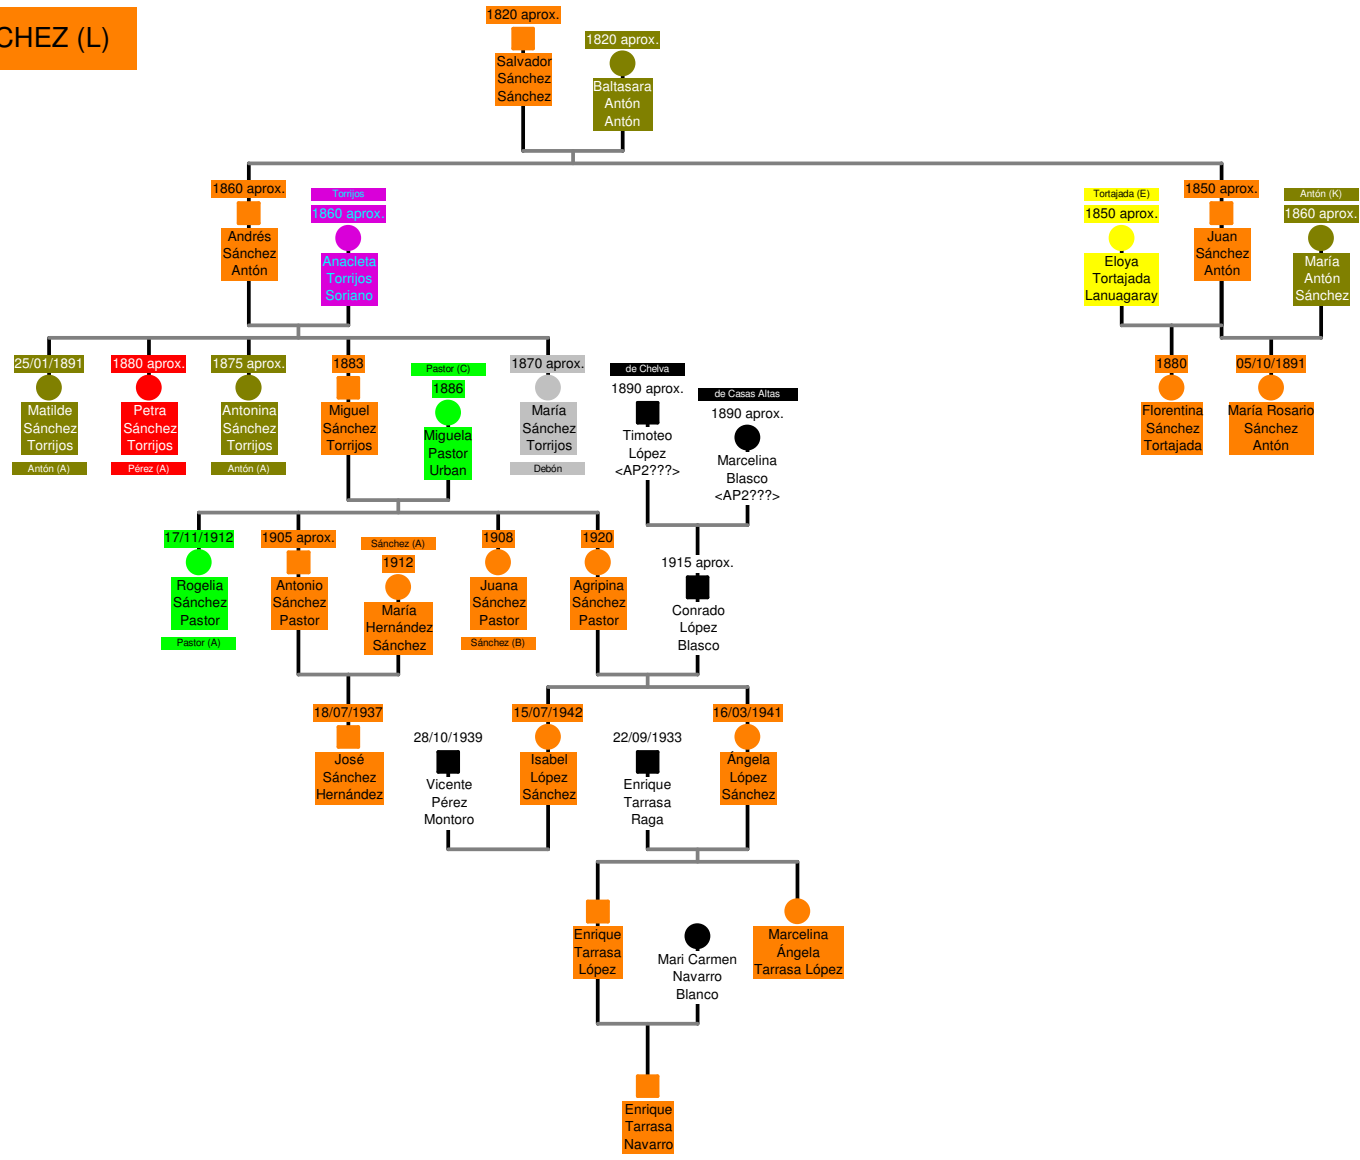 CHEZ (L)
1820 aprox.
Salvador
Sánchez
Sánchez
1820 aprox.
Baltasara
Antón
Antón
1860 aprox.
Andrés
Sánchez
Antón
Torrijos
1860 aprox.
Anacleta
Torrijos
Soriano
Tortajada (E)
1850 aprox.
Eloya
Tortajada
Lanuagaray
1850 aprox.
Juan
Sánchez
Antón
Antón (K)
1860 aprox.
María
Antón
Sánchez
25/01/1891
Matilde
Sánchez
Torrijos
Antón (A)
1880 aprox.
Petra
Sánchez
Torrijos
Pérez (A)
1875 aprox.
Antonina
Sánchez
Torrijos
Antón (A)
1883
Miguel
Sánchez
Torrijos
Pastor (C)
1886
Miguela
Pastor
Urban
1870 aprox.
María
Sánchez
Torrijos
Debón
de Chelva
1890 aprox.
Timoteo
López
<AP2???>
de Casas Altas
1890 aprox.
Marcelina
Blasco
<AP2???>
1880
Florentina
Sánchez
Tortajada
05/10/1891
María Rosario
Sánchez
Antón
17/11/1912
Rogelia
Sánchez
Pastor
Pastor (A)
1905 aprox.
Antonio
Sánchez
Pastor
Sánchez (A)
1912
María
Hernández
Sánchez
1908
Juana
Sánchez
Pastor
Sánchez (B)
1920
Agripina
Sánchez
Pastor
1915 aprox.
Conrado
López
Blasco
18/07/1937
José
Sánchez
Hernández
28/10/1939
Vicente
Pérez
Montoro
15/07/1942
Isabel
López
Sánchez
22/09/1933
Enrique
Tarrasa
Raga
16/03/1941
Ángela
López
Sánchez
Enrique
Tarrasa
López
Mari Carmen
Navarro
Blanco
Marcelina
Ángela
Tarrasa López
Enrique
Tarrasa
Navarro